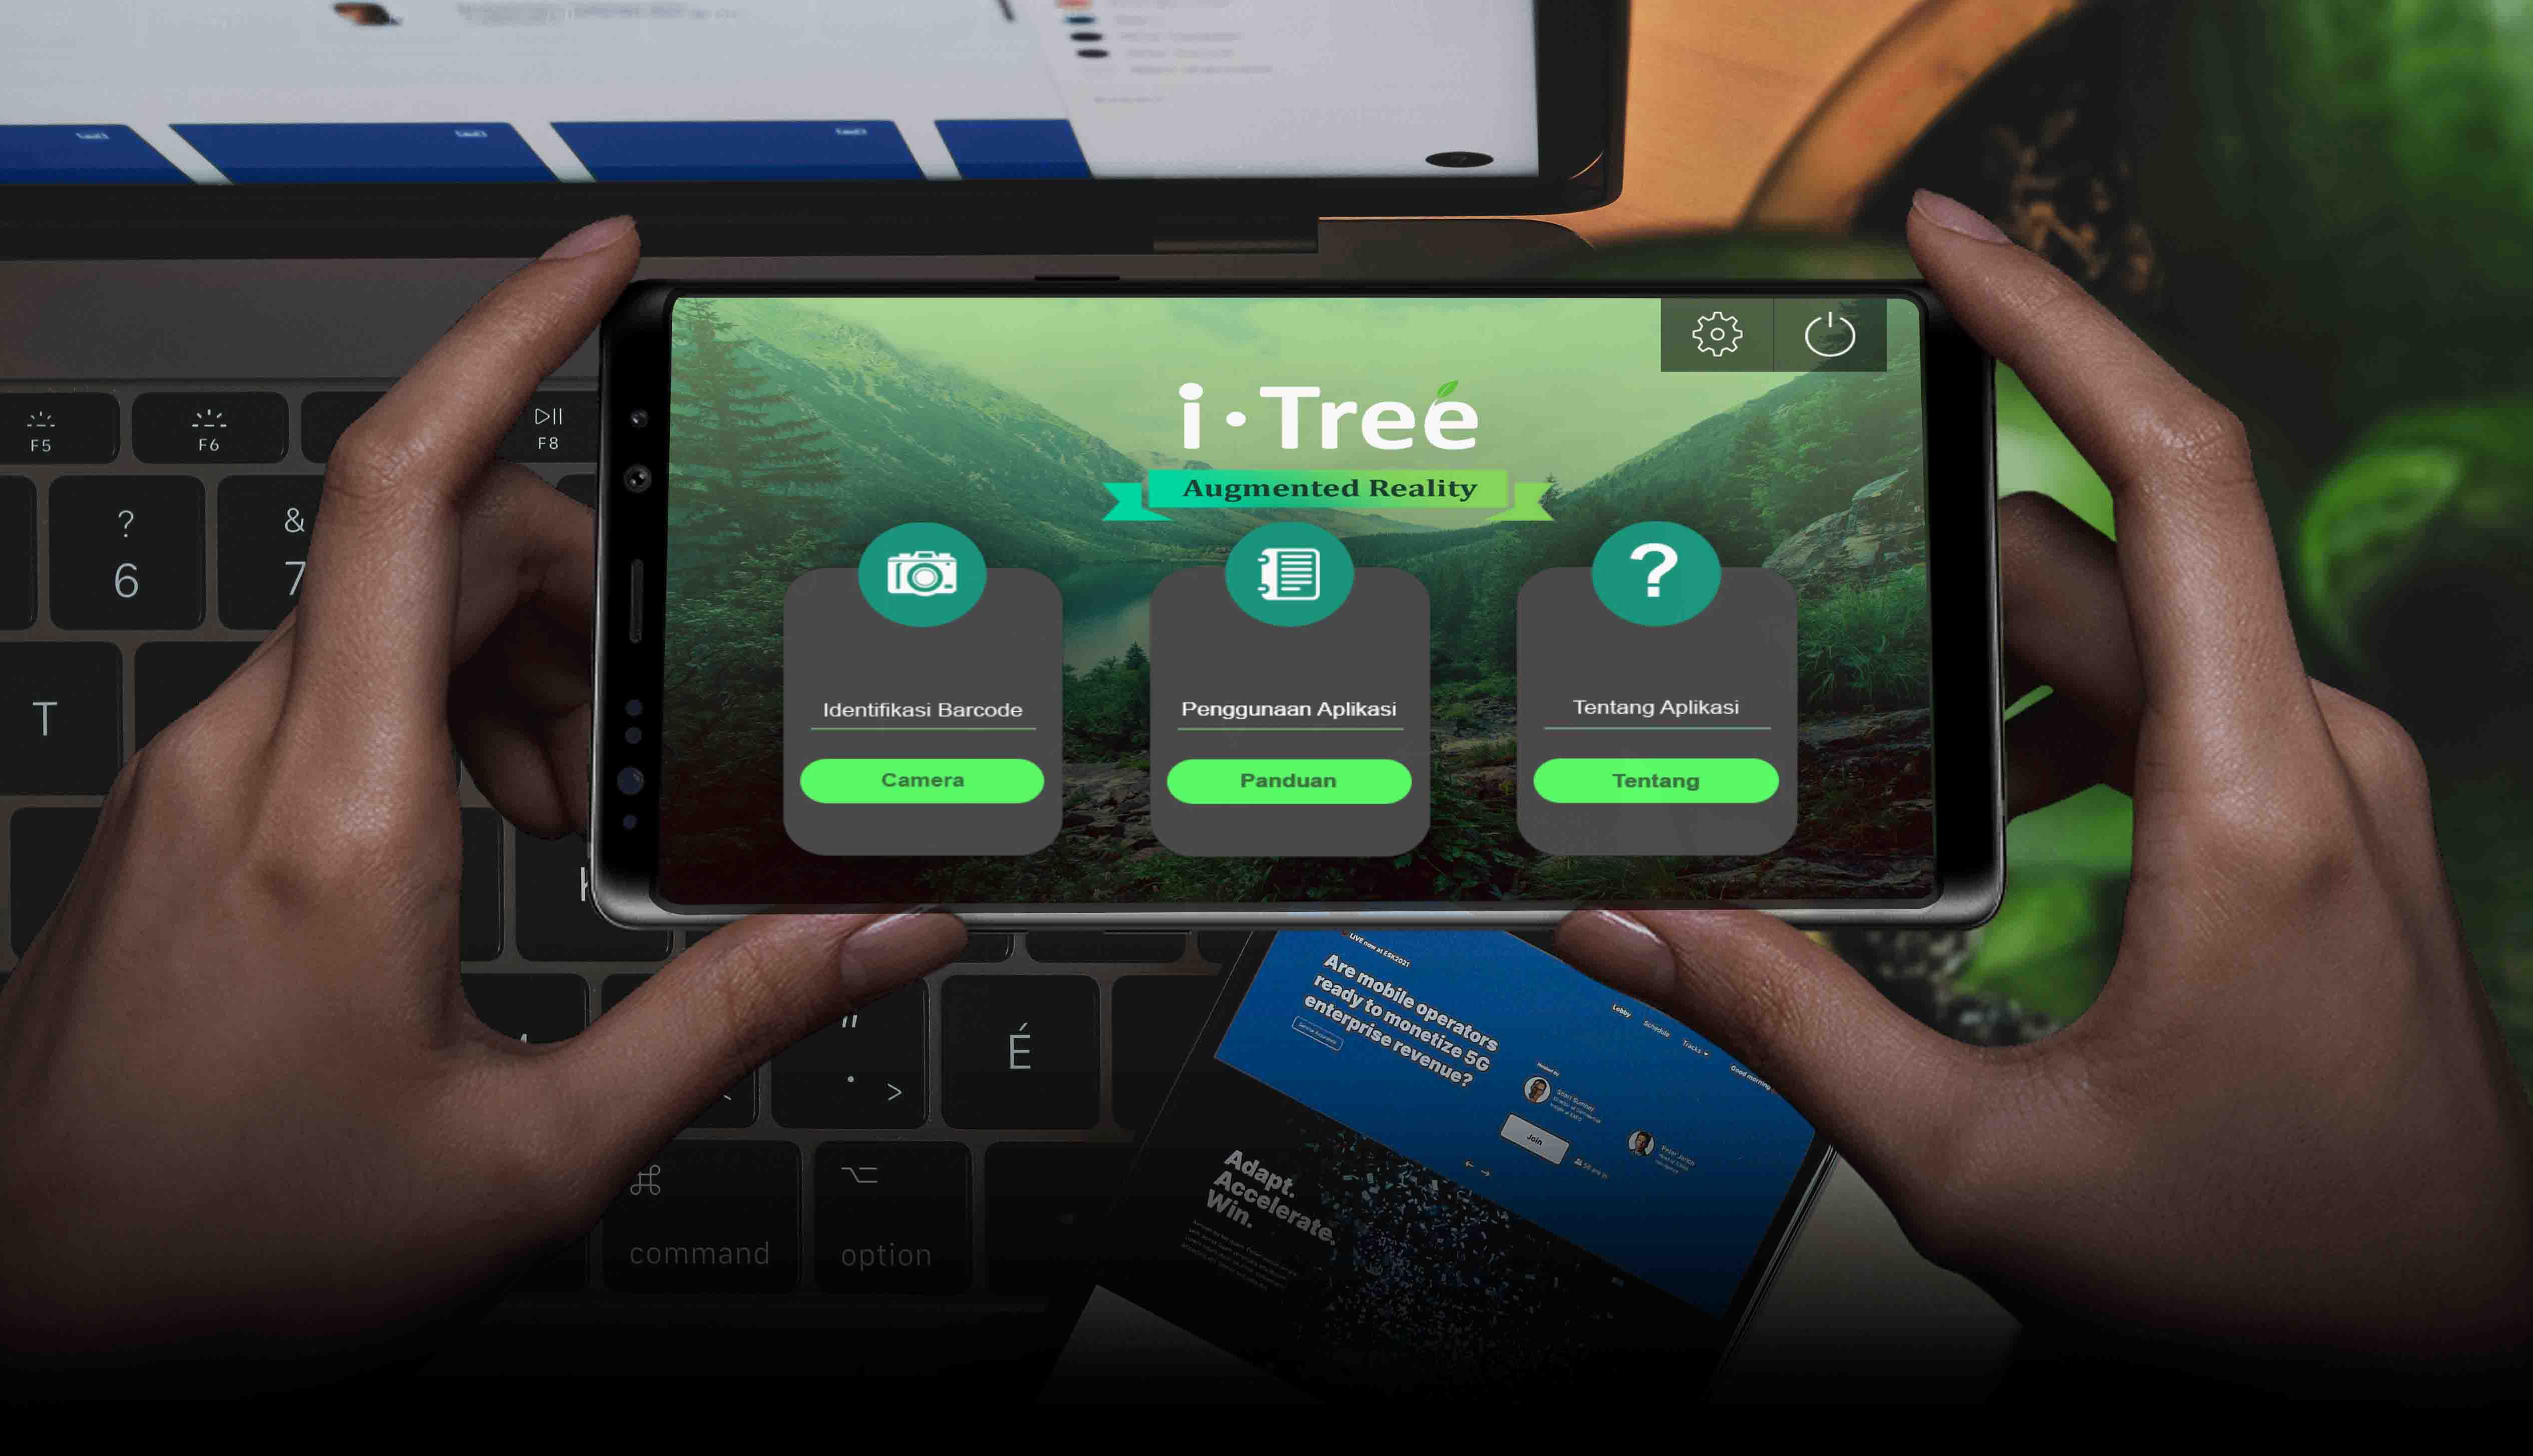 i·Tree
Augmented Reality
Identifikasi Barcode
Penggunaan Aplikasi
Tentang Aplikasi
Camera
Panduan
Tentang
F5
F6
F8
?
6
&
7
T
É
>
command
option
LIVE now at ESK2021
Are mobile operators
ready to monetize 5G
enterprise revenue?
Lobby
Schedule
Tracks
Good morning
Join
Adapt.
Accelerate.
Win.